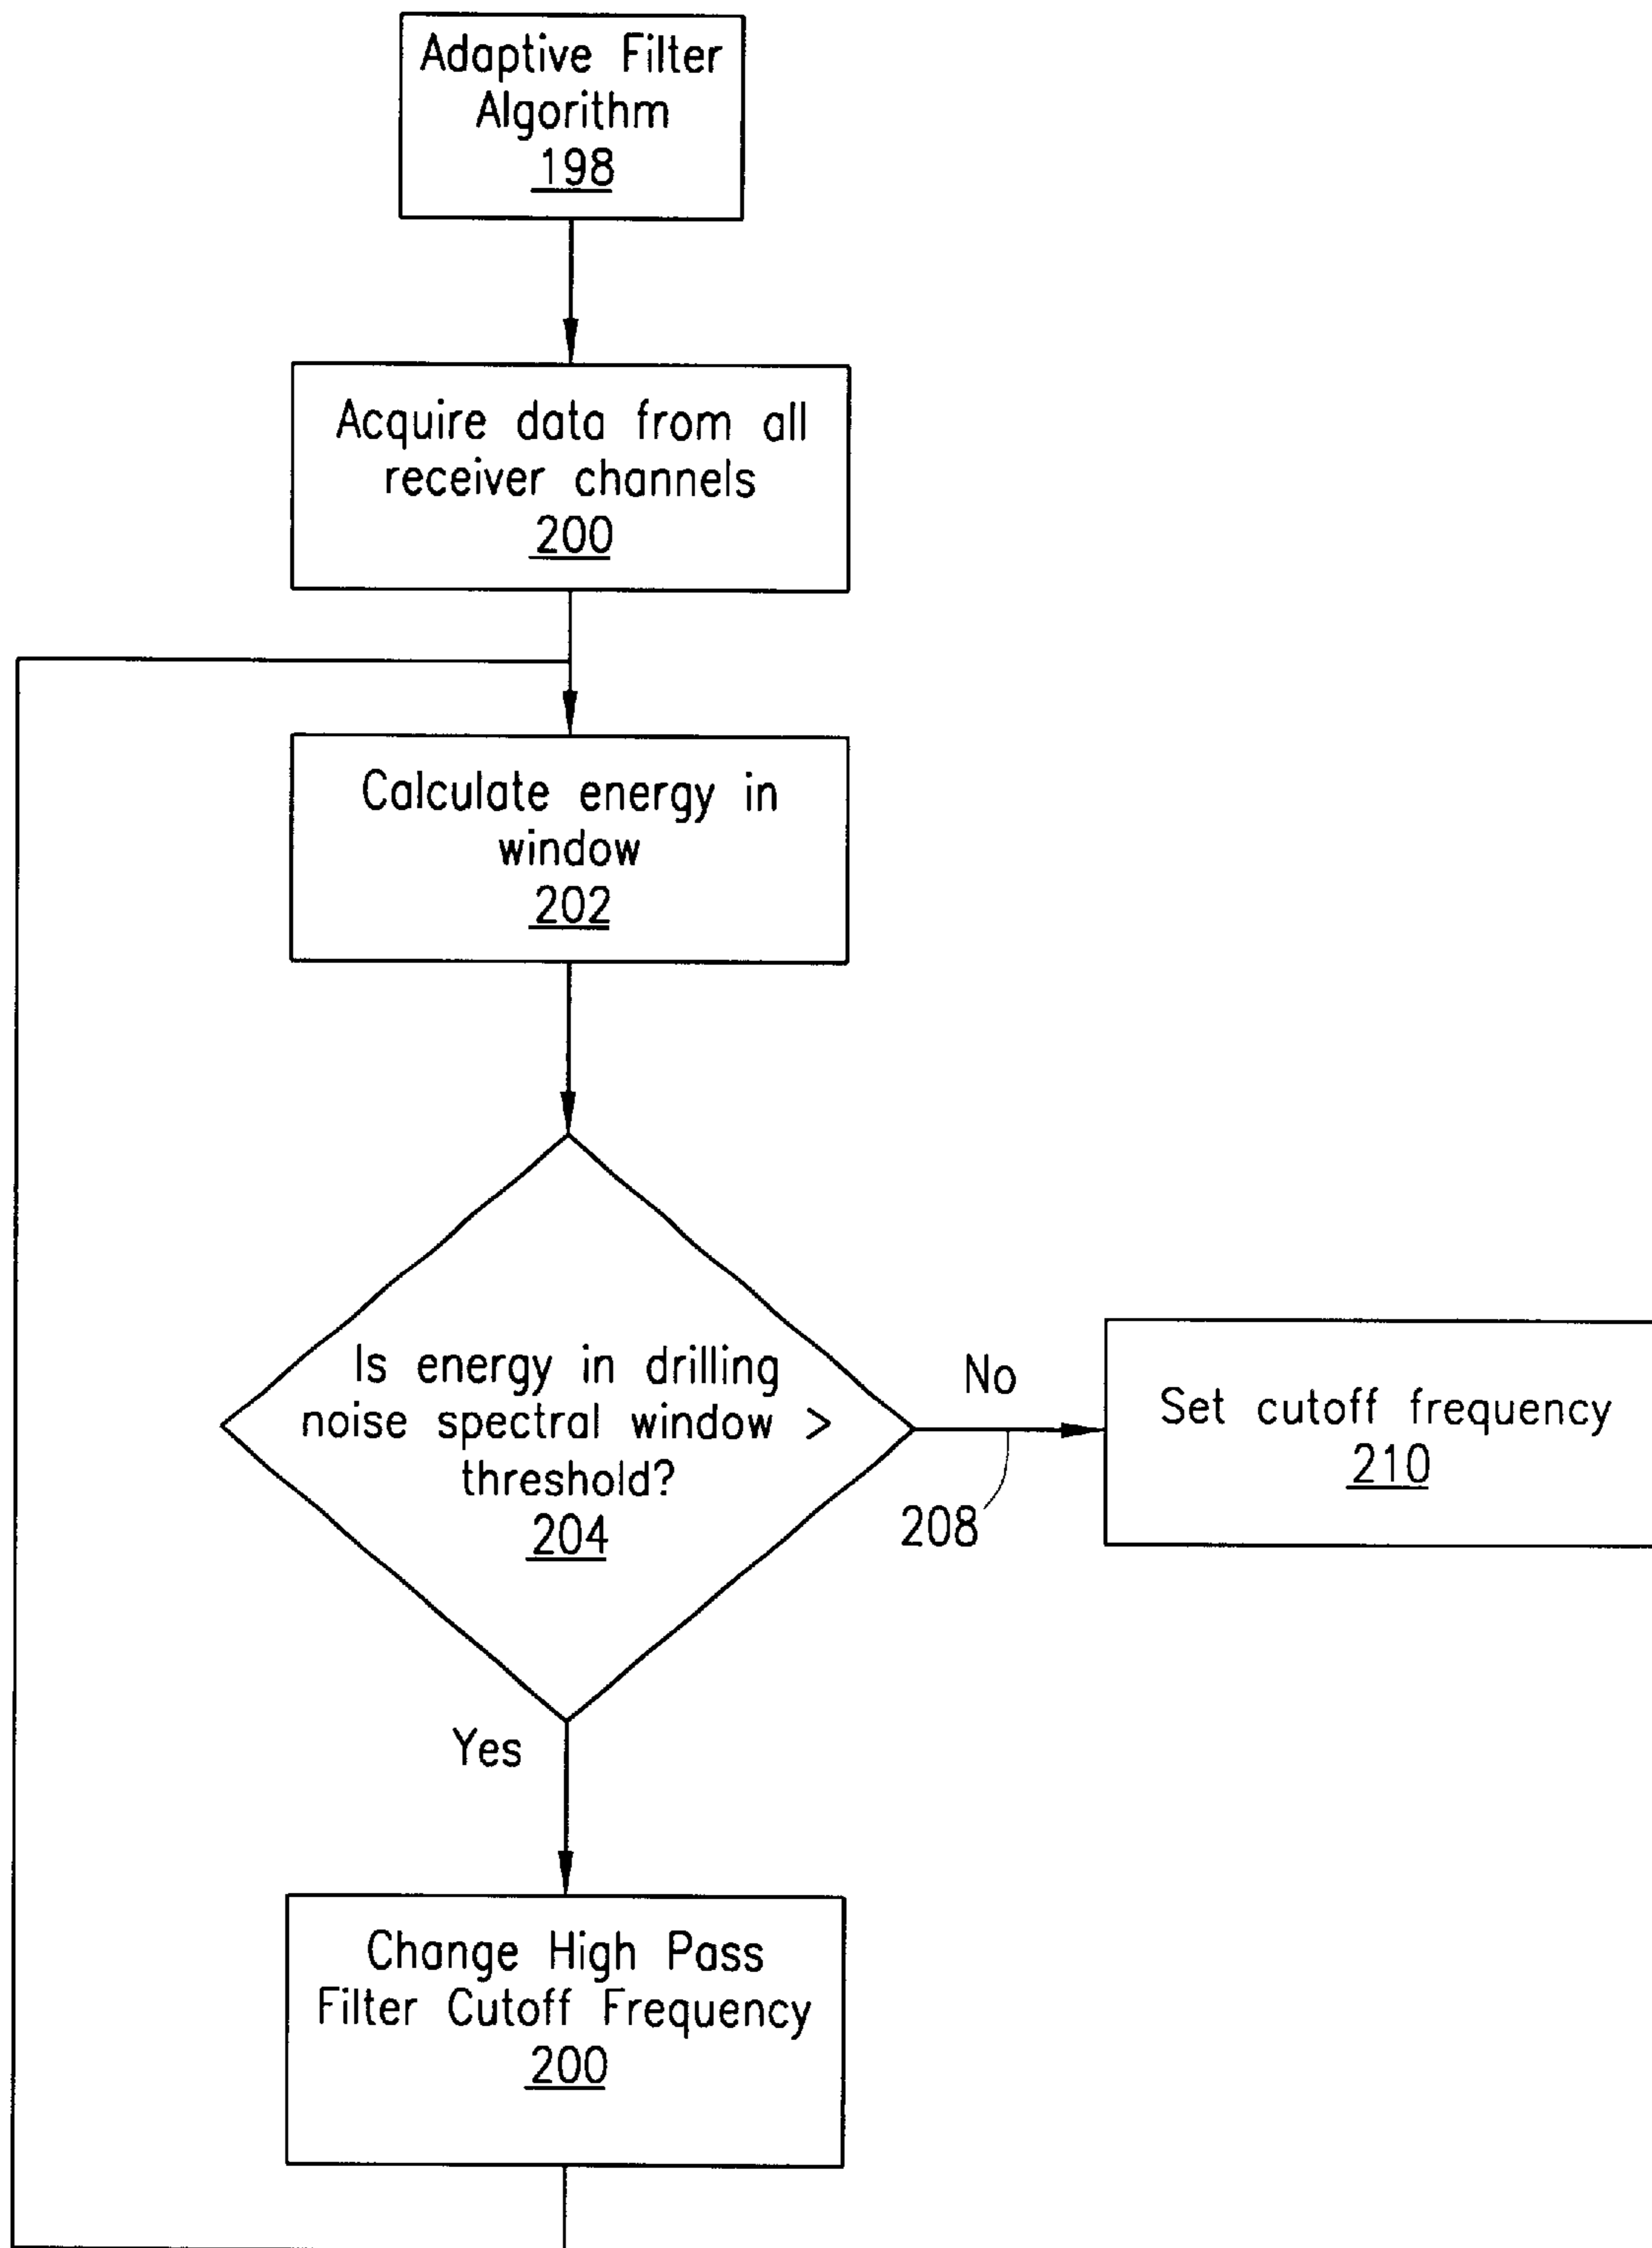 Adaptive Filter
Algorithm
198
Acquire data from all
receiver channels
200
Calculate energy in
window
202
Is energy in drilling
noise spectral window >
threshold?
204
No
208
Set cutoff frequency
210
Yes
Change High Pass
Filter Cutoff Frequency
200